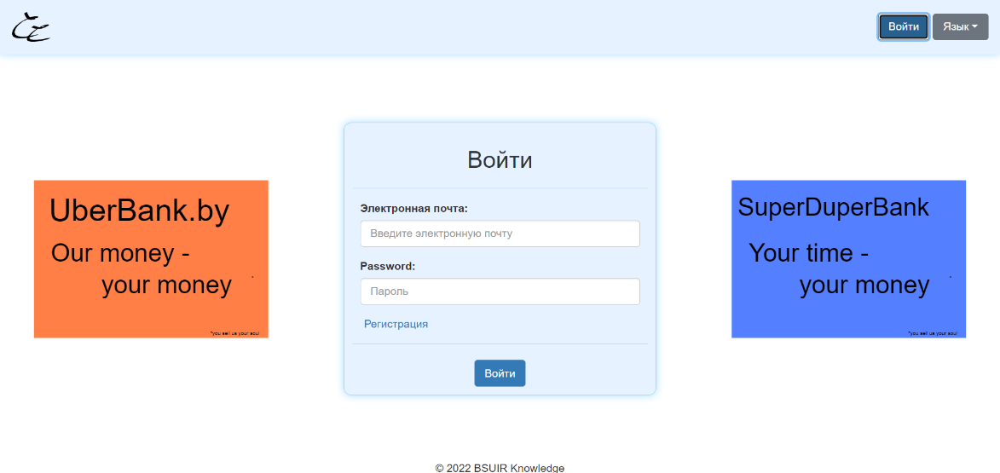 Войти
Язык
Войти
UberBank.by
Our money -
your money
*you sell us your soul
Электронная почта:
Введите электронную почту
Password:
Пароль
Регистрация
Войти
SuperDuperBank
Your time -
your money
*you sell us your soul
© 2022 BSUIR Knowledge